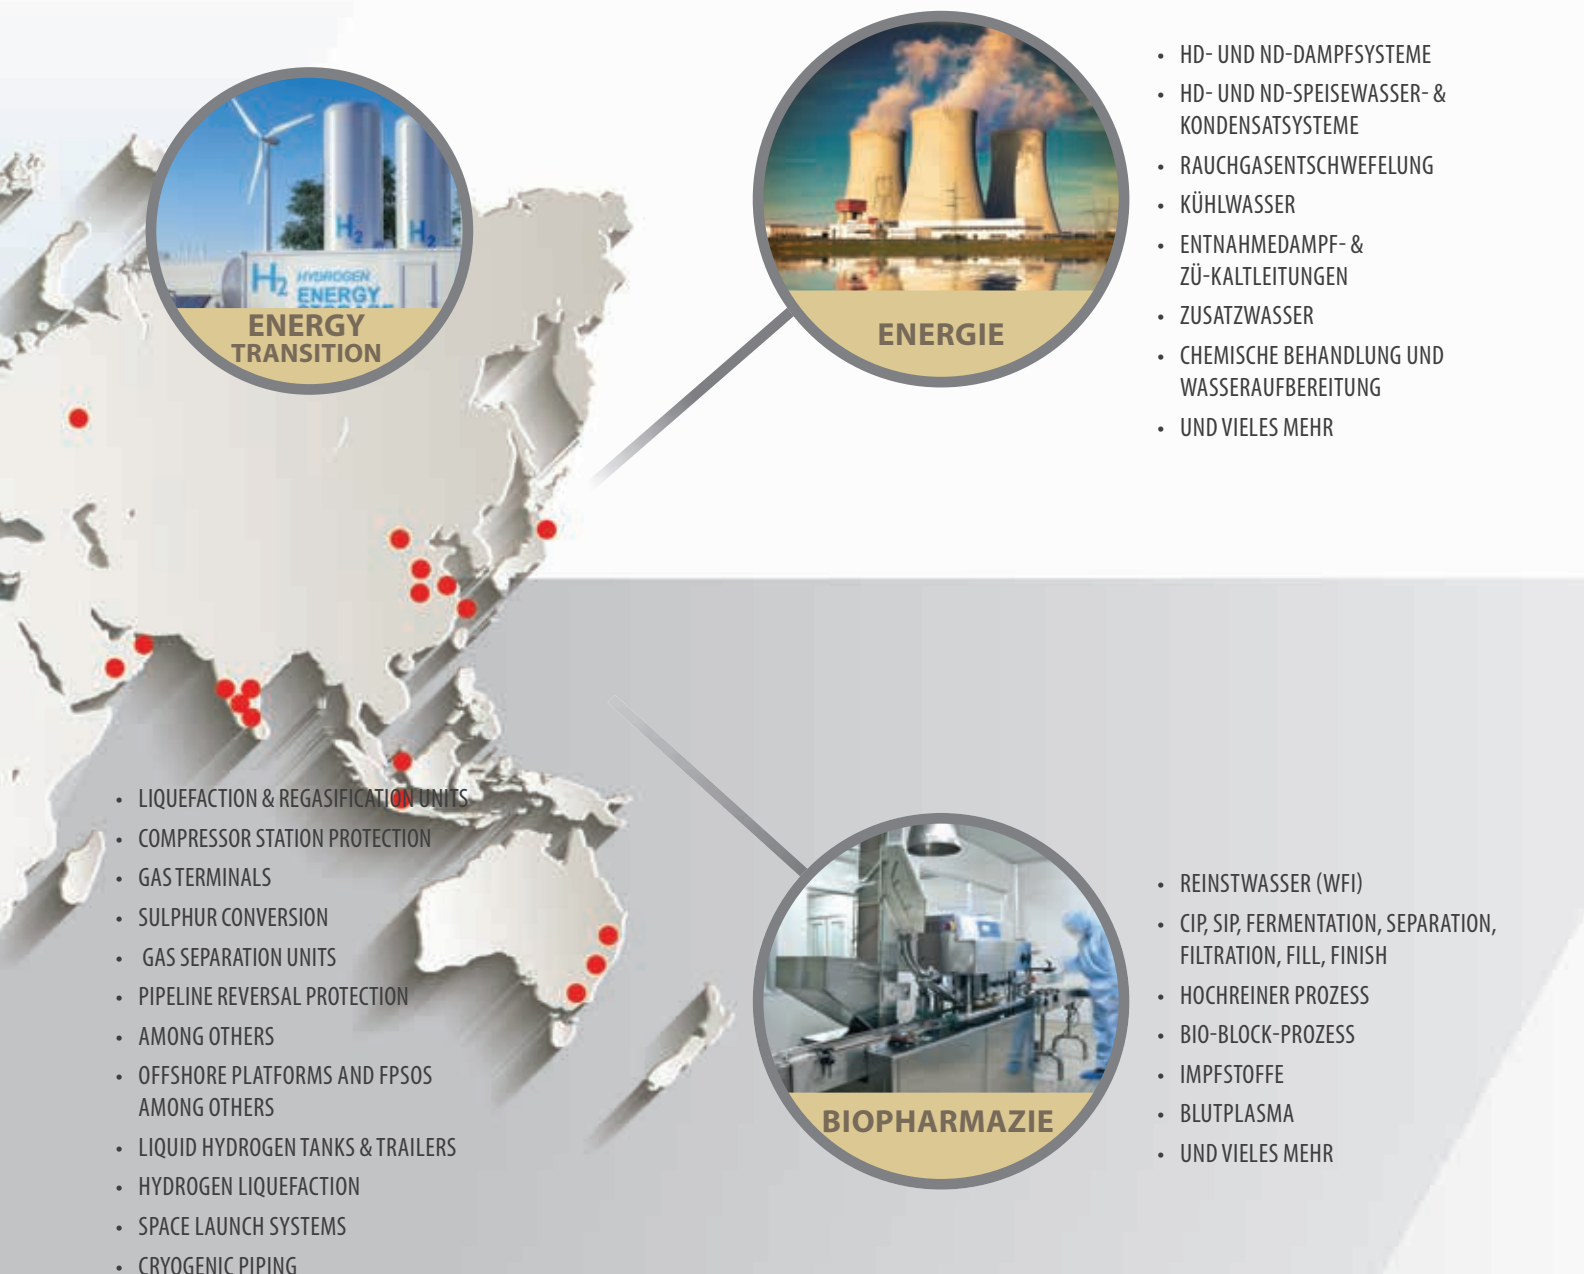 H₂
H₂
H₂ HYDROGEN
ENERGY
STORAGE
ENERGY
TRANSITION
ENERGIE
• HD- UND ND-DAMPFSYSTEME
• HD- UND ND-SPEISEWASSER- &
KONDENSATSYSTEME
• RAUCHGASENTSCHWEFELUNG
• KÜHLWASSER
• ENTNAHMEDAMPF- &
ZÜ-KALTLEITUNGEN
• ZUSATZWASSER
• CHEMISCHE BEHANDLUNG UND
WASSERAUFBEREITUNG
• UND VIELES MEHR
• LIQUEFACTION & REGASIFICATION UNITS
• COMPRESSOR STATION PROTECTION
• GAS TERMINALS
• SULPHUR CONVERSION
• GAS SEPARATION UNITS
• PIPELINE REVERSAL PROTECTION
• AMONG OTHERS
• OFFSHORE PLATFORMS AND FPSOS
AMONG OTHERS
• LIQUID HYDROGEN TANKS & TRAILERS
• HYDROGEN LIQUEFACTION
• SPACE LAUNCH SYSTEMS
• CRYOGENIC PIPING
BIOPHARMAZIE
• REINSTWASSER (WFI)
• CIP, SIP, FERMENTATION, SEPARATION,
FILTRATION, FILL, FINISH
• HOCHREINER PROZESS
• BIO-BLOCK-PROZESS
• IMPFSTOFFE
• BLUTPLASMA
• UND VIELES MEHR